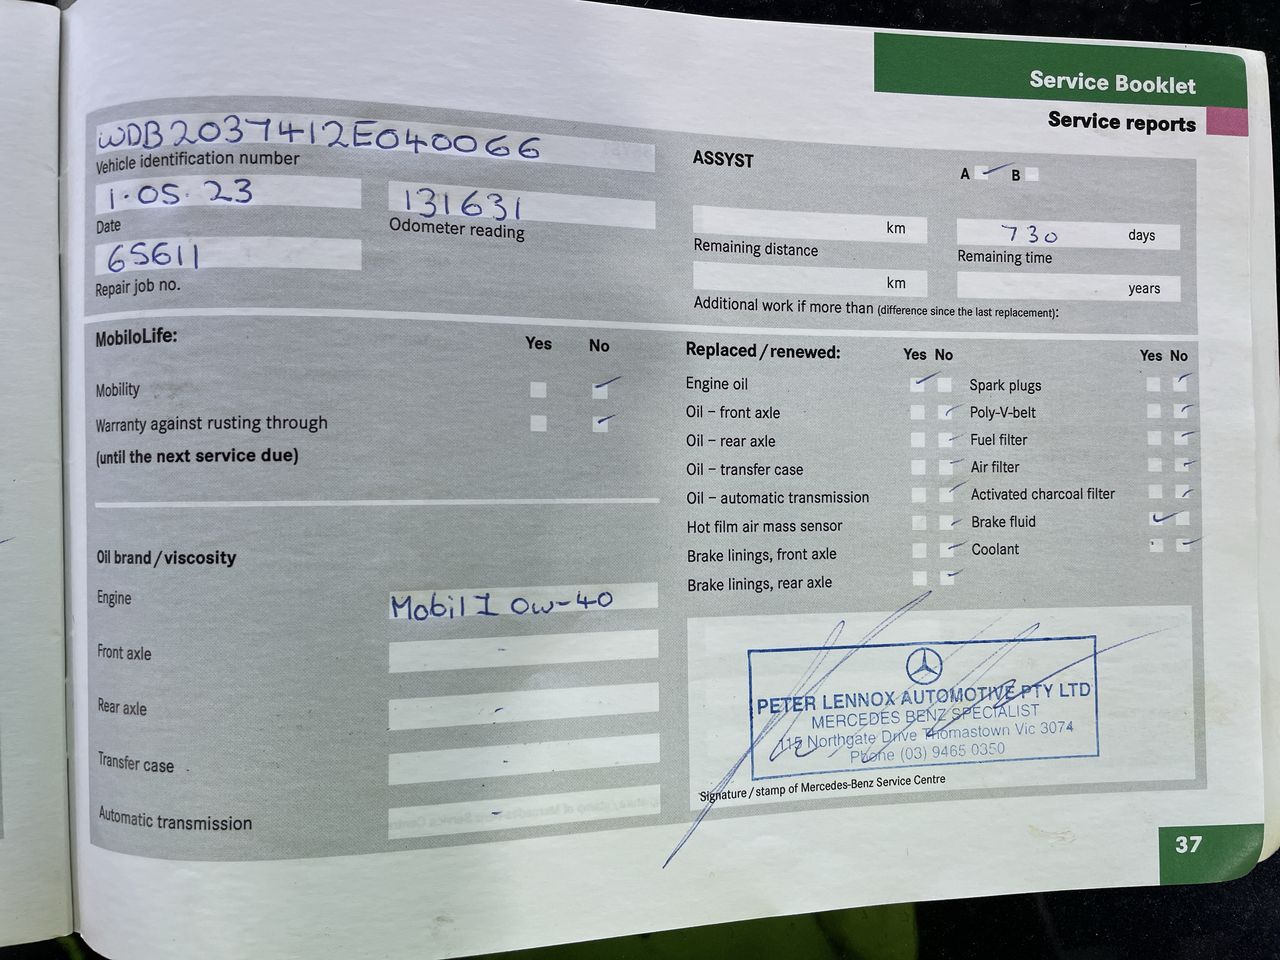 Service Booklet
Service reports
WDB2037412E040066
Vehicle identification number
1.05.23
Date
131631
Odometer reading
65611
Repair job no.
ASSYST
A B
km
Remaining distance
730 days
Remaining time
km
years
Additional work if more than (difference since the last replacement):
MobiloLife:
Yes No
Mobility
Warranty against rusting through
(until the next service due)
Oil brand / viscosity
Engine
Mobil 1 0w-40
Front axle
-
Rear axle
-
Transfer case
-
Automatic transmission
-
Replaced / renewed:
Yes No
Engine oil
Oil – front axle
Oil – rear axle
Oil – transfer case
Oil – automatic transmission
Hot film air mass sensor
Brake linings, front axle
Brake linings, rear axle
Yes No
Spark plugs
Poly-V-belt
Fuel filter
Air filter
Activated charcoal filter
Brake fluid
Coolant
PETER LENNOX AUTOMOTIVE PTY LTD
MERCEDES BENZ SPECIALIST
115 Northgate Drive Thomastown Vic 3074
Phone (03) 9465 0350
Signature / stamp of Mercedes-Benz Service Centre
37